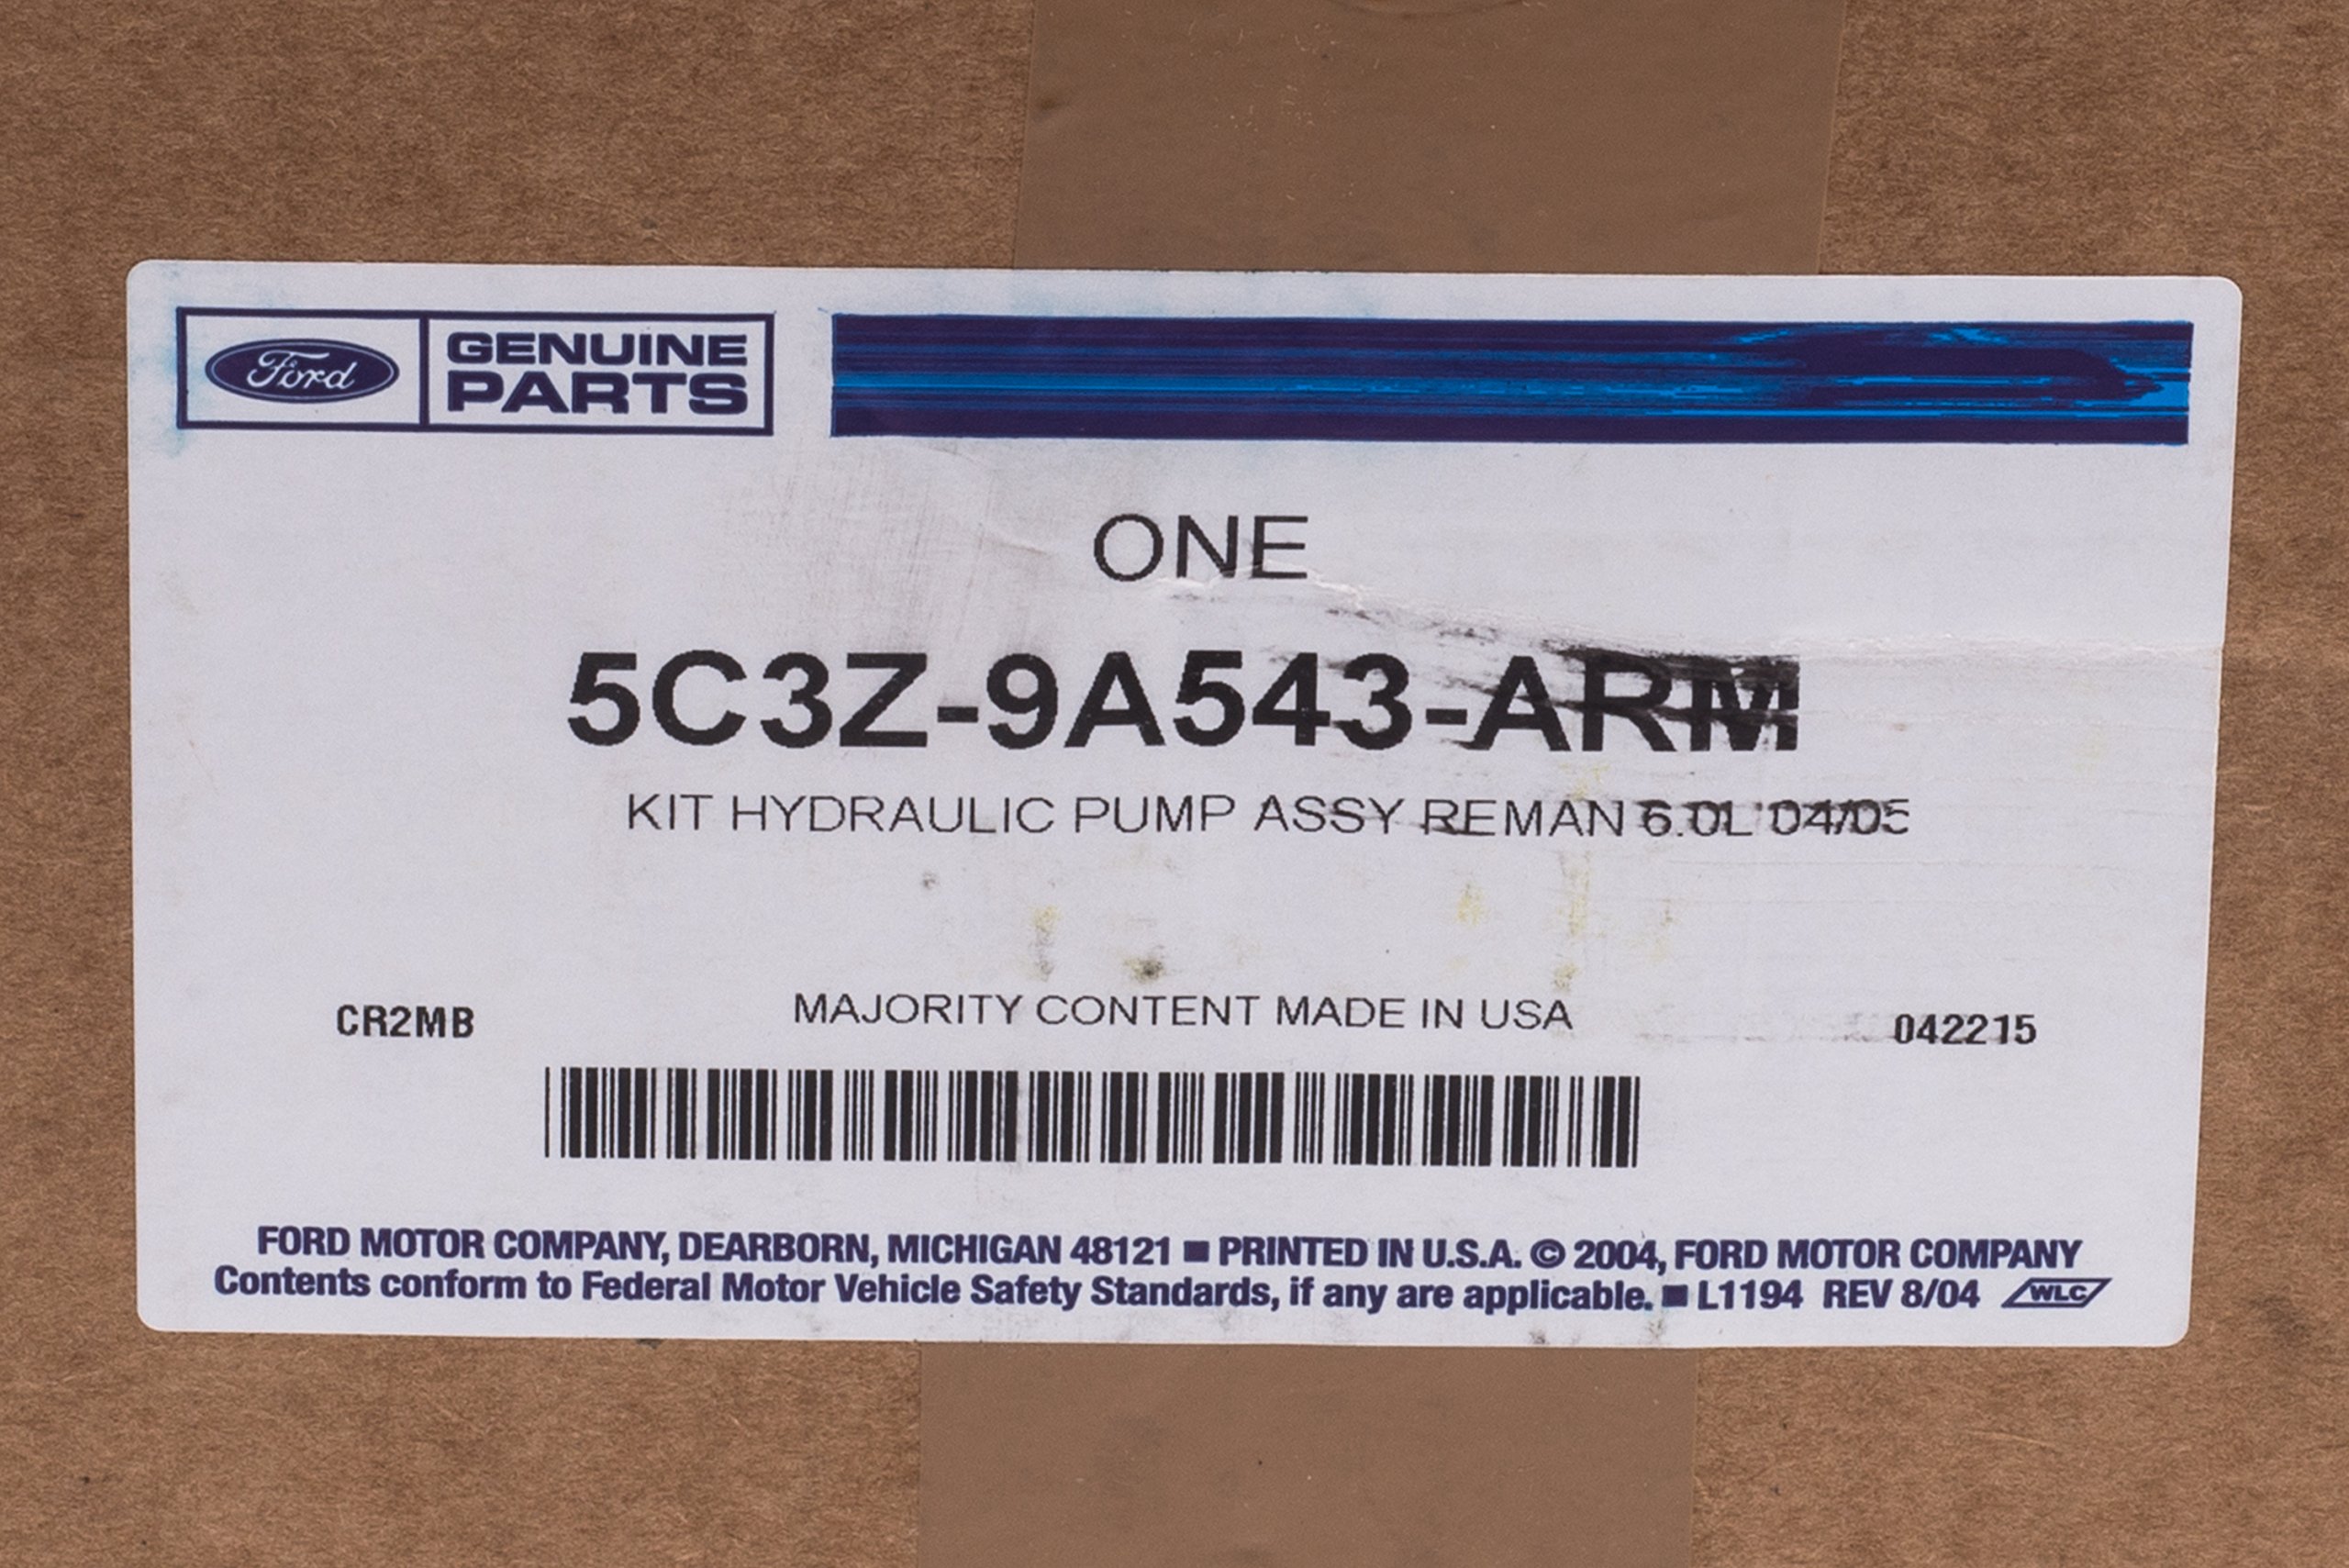 Ford
GENUINE
PARTS
ONE
5C3Z-9A543-ARM
KIT HYDRAULIC PUMP ASSY REMAN 6.0L '04/05
MAJORITY CONTENT MADE IN USA
CR2MB
042215
FORD MOTOR COMPANY, DEARBORN, MICHIGAN 48121 ■ PRINTED IN U.S.A. © 2004, FORD MOTOR COMPANY
Contents conform to Federal Motor Vehicle Safety Standards, if any are applicable. ■ L1194 REV 8/04 WLC